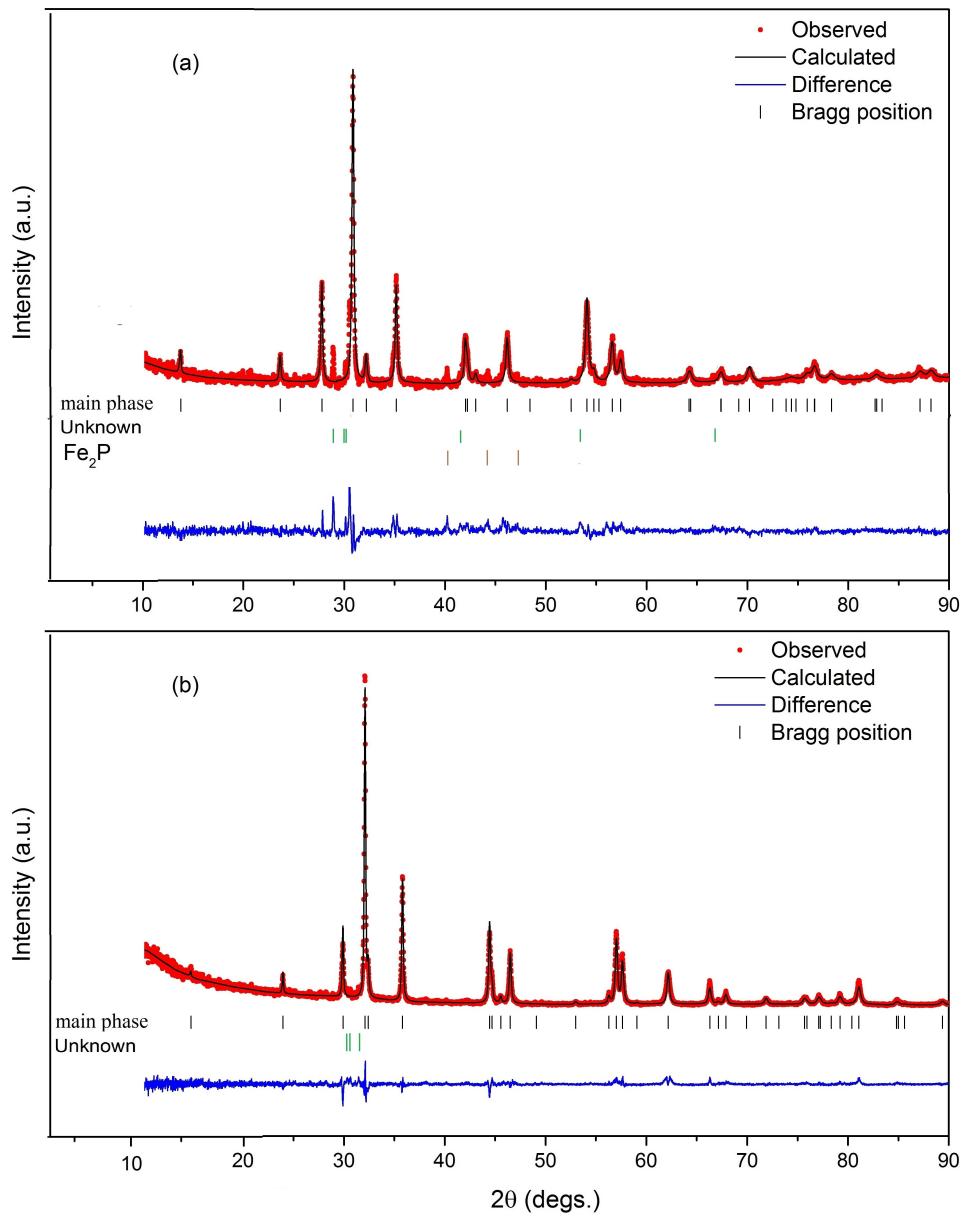 (a)
Observed
Calculated
Difference
Bragg position
Intensity (a.u.)
main phase
Unknown
Fe₂P
10 20 30 40 50 60 70 80 90
(b)
Observed
Calculated
Difference
Bragg position
Intensity (a.u.)
main phase
Unknown
10 20 30 40 50 60 70 80 90
2θ (degs.)